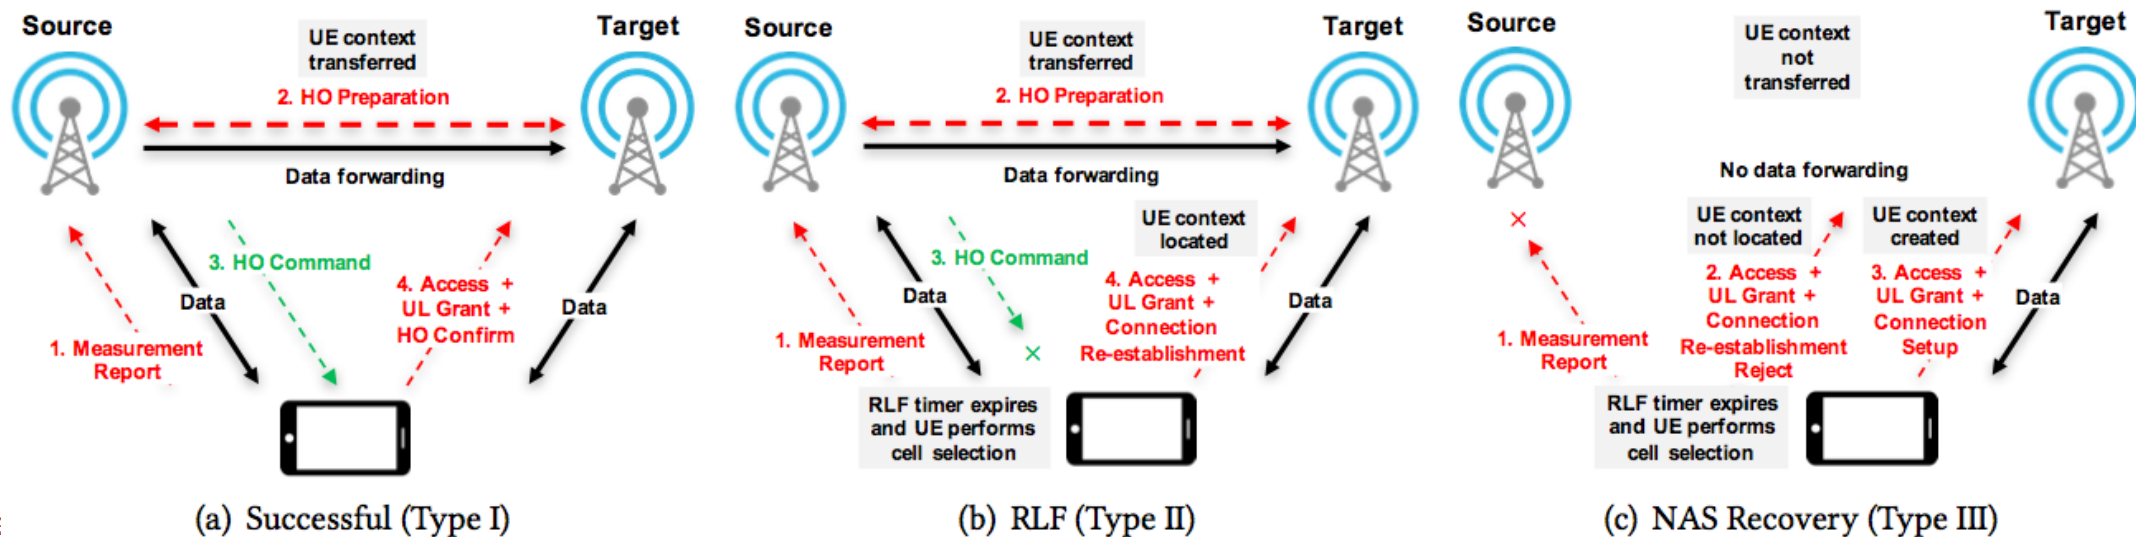 Source
Target
UE context
transferred
2. HO Preparation
Data forwarding
3. HO Command
4. Access +
UL Grant +
HO Confirm
Data
Data
1. Measurement
Report
(a) Successful (Type I)
Source
Target
UE context
transferred
2. HO Preparation
Data forwarding
UE context
located
3. HO Command
4. Access +
UL Grant +
Connection
Re-establishment
Data
Data
1. Measurement
Report
RLF timer expires
and UE performs
cell selection
(b) RLF (Type II)
Source
Target
UE context
not
transferred
No data forwarding
UE context
not located
UE context
created
2. Access +
UL Grant +
Connection
Re-establishment
Reject
3. Access +
UL Grant +
Connection
Setup
Data
1. Measurement
Report
RLF timer expires
and UE performs
cell selection
(c) NAS Recovery (Type III)